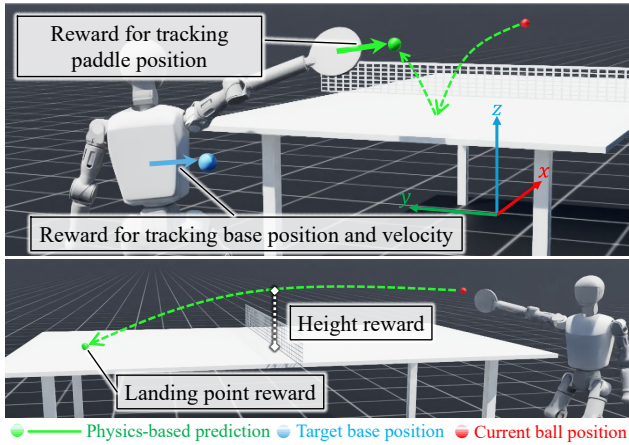 Reward for tracking
paddle position
z
x
y
Reward for tracking base position and velocity
Height reward
Landing point reward
Physics-based prediction
Target base position
Current ball position